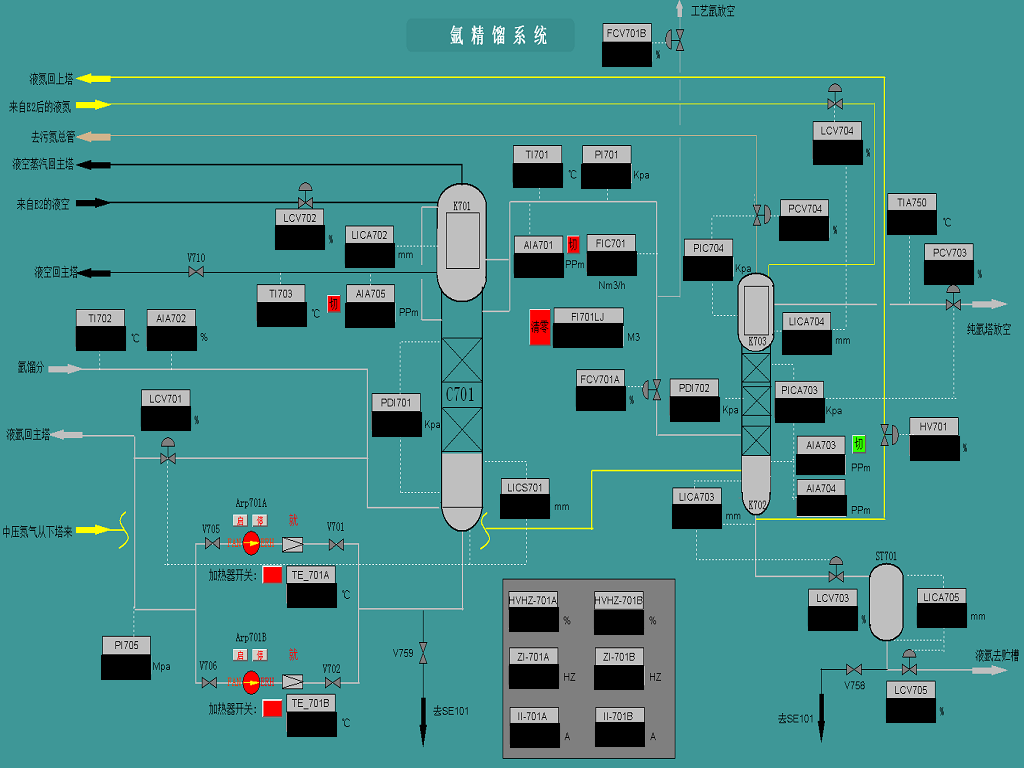 工艺氩放空
氩精馏系统
FCV701B
%
液氮回上塔
来自E2后的液氮
LCV704
%
去污氮总管
液空蒸汽回主塔
TI701
℃
PI701
Kpa
来自E2的液空
LCV702
%
K701
LICA702
mm
AIA701
PPm
切
FIC701
Nm3/h
PIC704
Kpa
PCV704
%
TIA750
℃
PCV703
%
液空回主塔
V710
TI703
℃
切
AIA705
PPm
清零
FI701LJ
M3
K703
LICA704
mm
纯氩塔放空
TI702
℃
AIA702
%
氩馏分
LCV701
%
PDI701
Kpa
C701
FCV701A
%
PDI702
Kpa
PICA703
Kpa
HV701
%
液氩回主塔
AIA703
PPm
切
AIA704
PPm
LICS701
mm
LICA703
mm
K702
中压氮气从下塔来
Arp701A
启
停
就
V705
V701
加热器开关:
TE_701A
℃
ST701
LCV703
%
LICA705
mm
HVHZ-701A
%
HVHZ-701B
%
PI705
Mpa
Arp701B
启
停
就
V706
V702
加热器开关:
TE_701B
℃
V759
去SE101
ZI-701A
HZ
ZI-701B
HZ
II-701A
A
II-701B
A
液氩去贮槽
V758
LCV705
%
去SE101